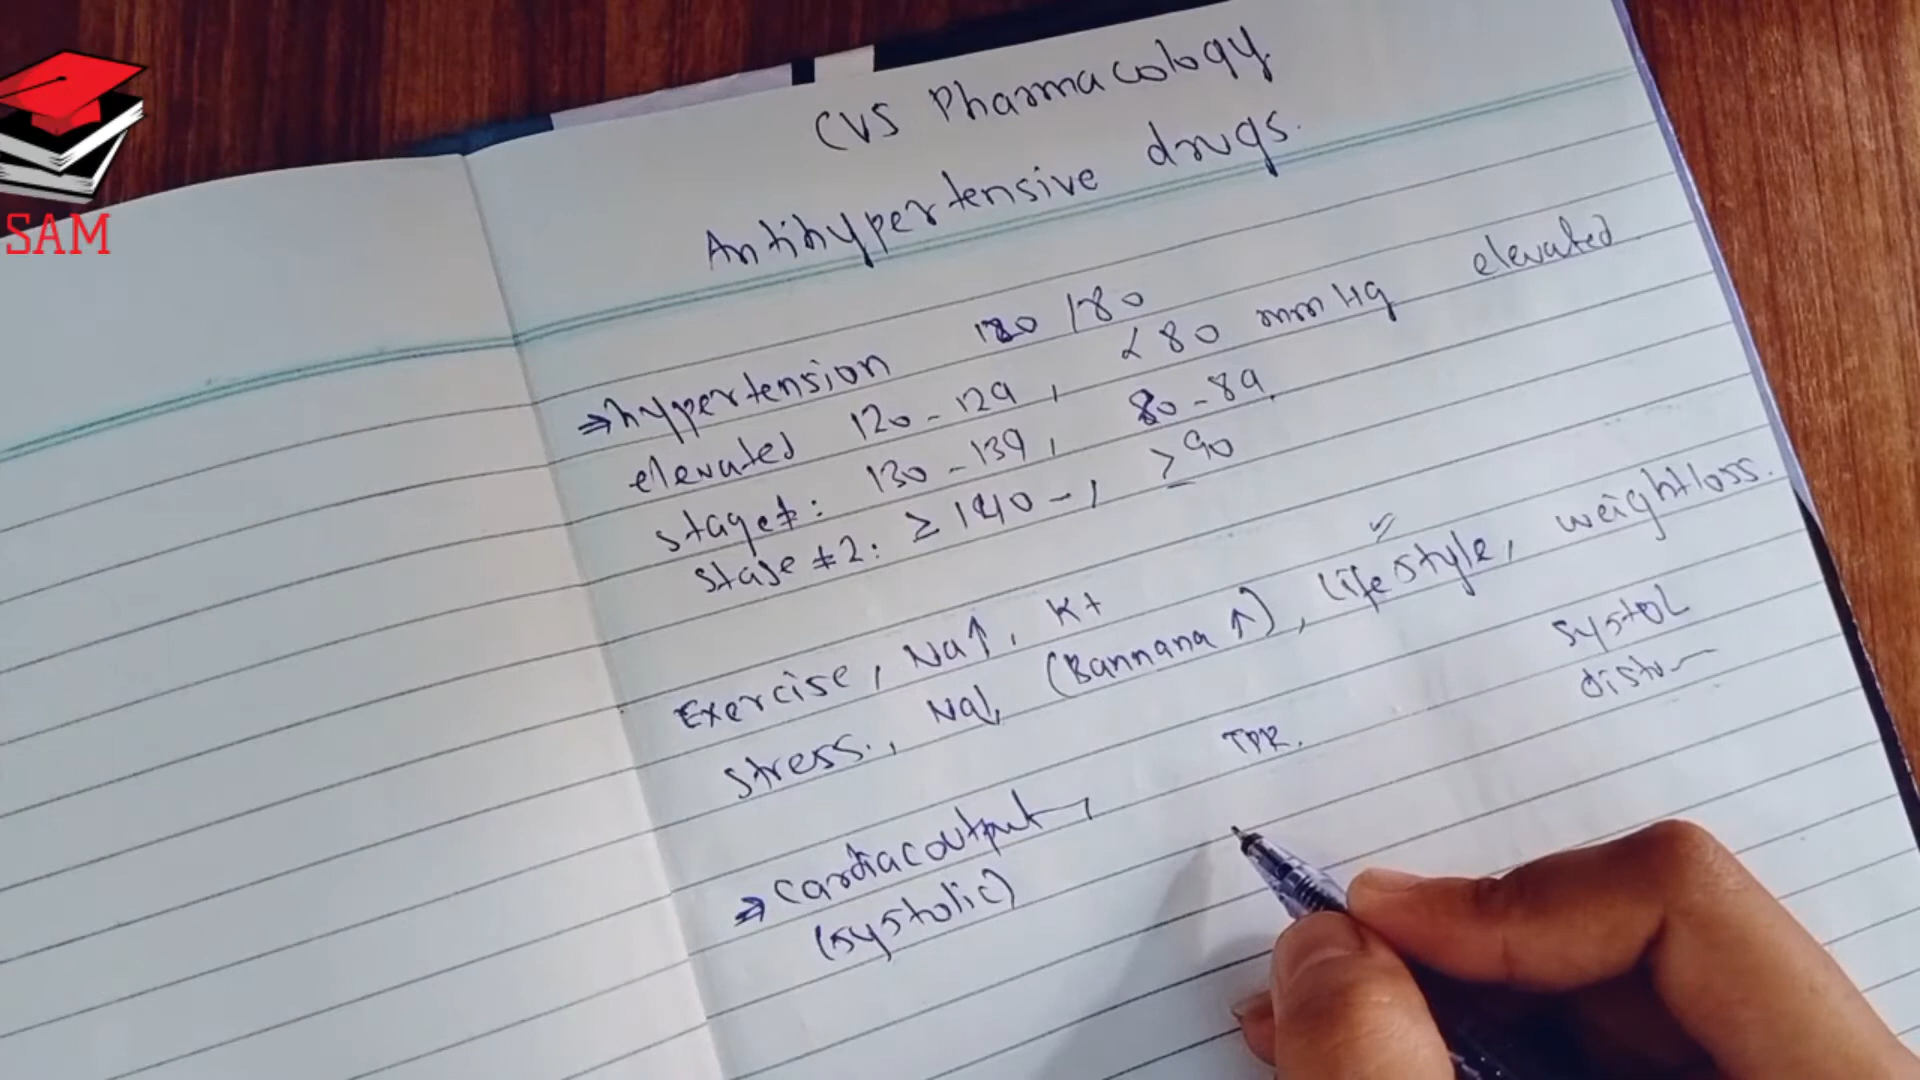 SAM
CVS Pharmacology
Antihypertensive drugs.
⇒hypertension 120/80
elevated 120-129, <80 mmHg elevated
stage 1: 130-139, 80-89.
stage #2: ≥140-, ≥90
Exercise, Na↑, K+
stress., Na↓ (Bannana↑), lifestyle, weightloss.
systol
TPR.
⇒Cardiacoutput,
(systolic)